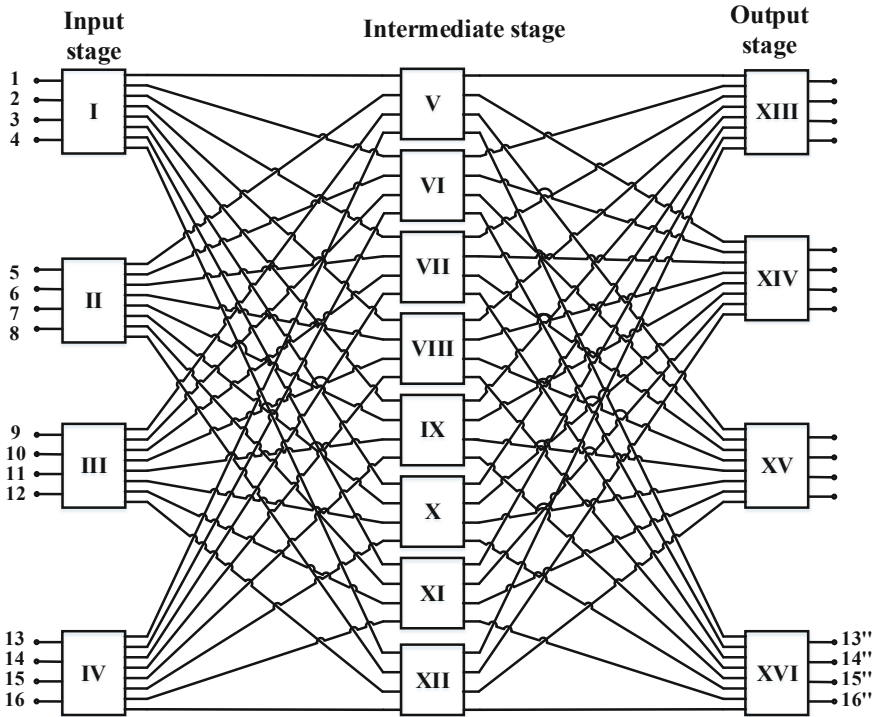 Input
stage
Intermediate stage
Output
stage
1
2
3
4
I
5
6
7
8
II
9
10
11
12
III
13
14
15
16
IV
V
VI
VII
VIII
IX
X
XI
XII
XIII
XIV
XV
XVI
13"
14"
15"
16"